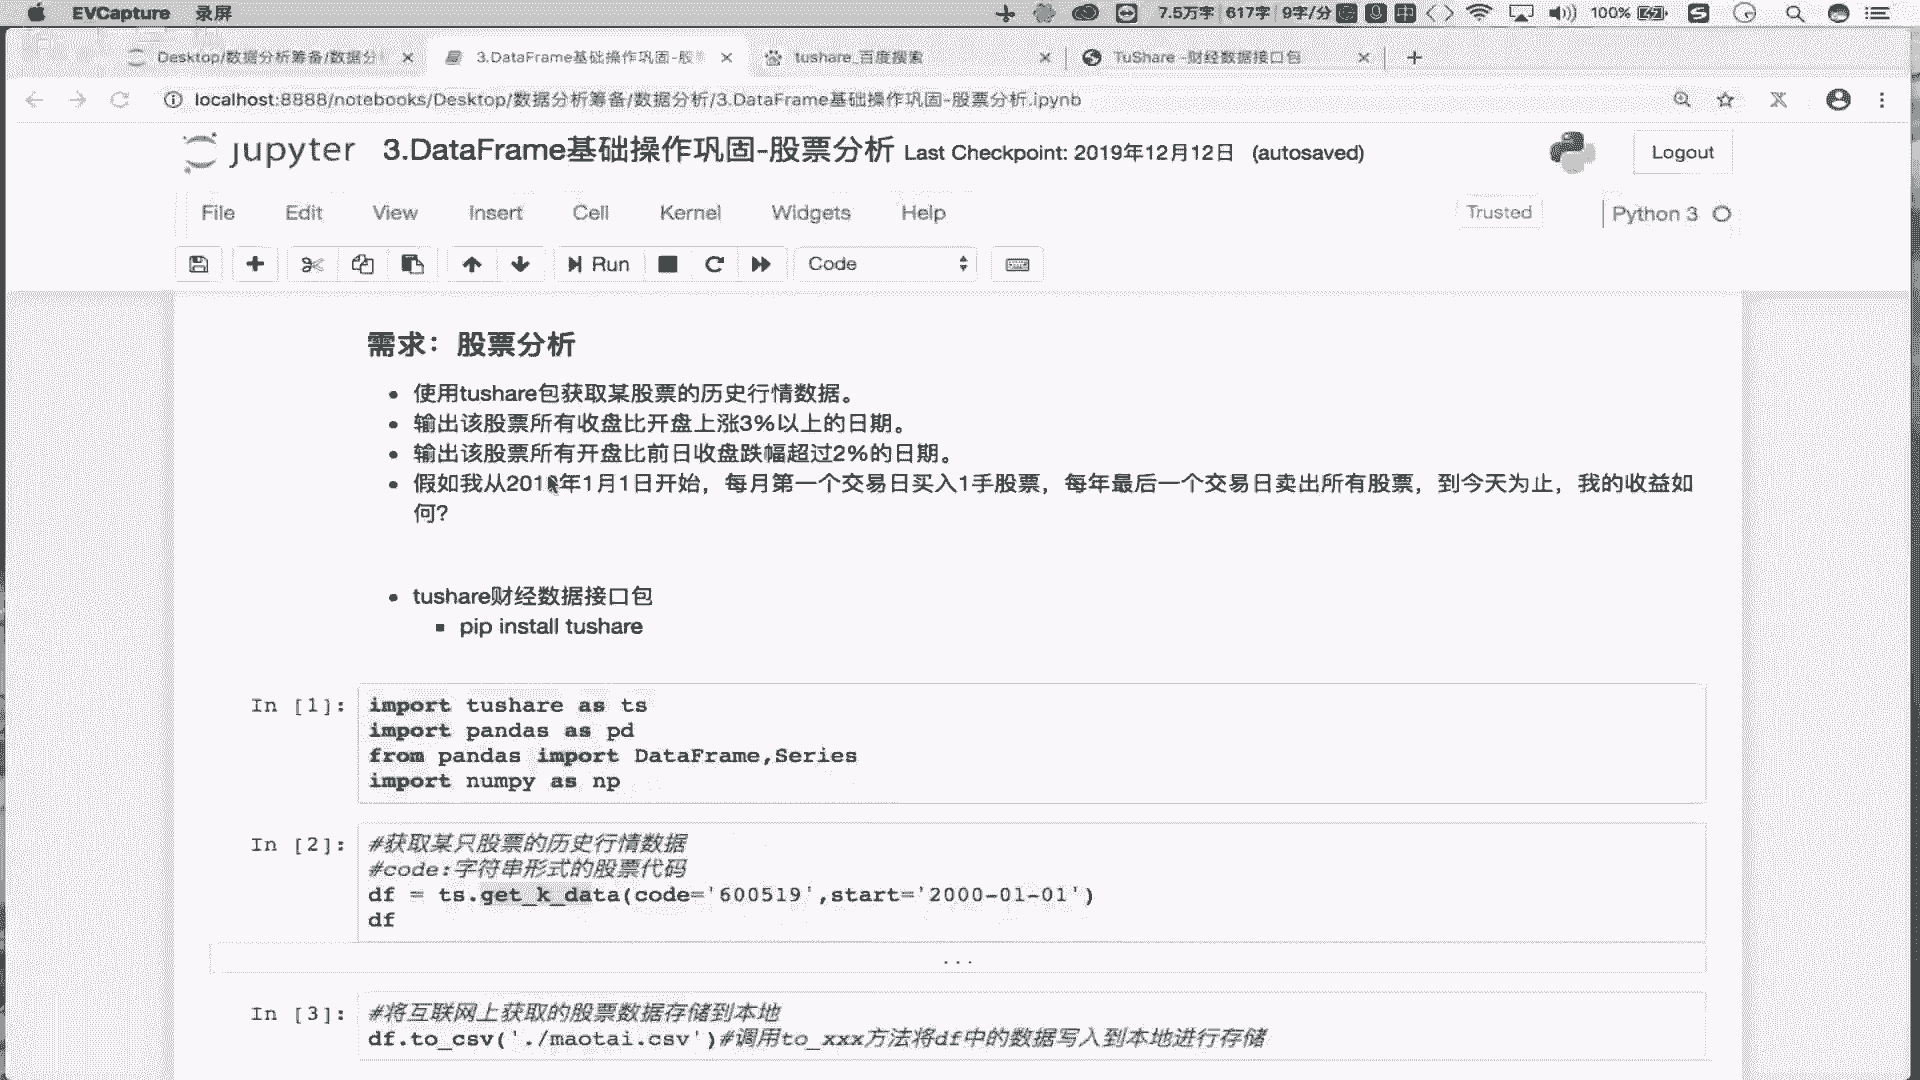 EVCapture 录屏 7.5万字 617字 9字/分 100%
Desktop/数据分析筹备/数据分 3.DataFrame基础操作巩固-股 tushare_百度搜索 TuShare -财经数据接口包
localhost:8888/notebooks/Desktop/数据分析筹备/数据分析/3.DataFrame基础操作巩固-股票分析.ipynb
jupyter 3.DataFrame基础操作巩固-股票分析 Last Checkpoint: 2019年12月12日 (autosaved) Logout
File Edit View Insert Cell Kernel Widgets Help Trusted Python 3
Run Code
需求：股票分析
使用tushare包获取某股票的历史行情数据。
输出该股票所有收盘比开盘上涨3%以上的日期。
输出该股票所有开盘比前日收盘跌幅超过2%的日期。
假如我从201 年1月1日开始，每月第一个交易日买入1手股票，每年最后一个交易日卖出所有股票，到今天为止，我的收益如
何?
tushare财经数据接口包
pip install tushare
In [1]: import tushare as ts
import pandas as pd
from pandas import DataFrame,Series
import numpy as np
In [2]: #获取某只股票的历史行情数据
#code:字符串形式的股票代码
df = ts.get_k_data(code='600519',start='2000-01-01')
df
...
In [3]: #将互联网上获取的股票数据存储到本地
df.to_csv('./maotai.csv')#调用to_xxx方法将df中的数据写入到本地进行存储